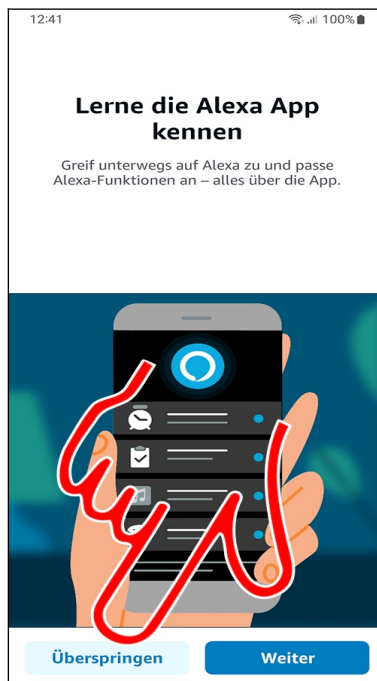 12:41
100%
Lerne die Alexa App
kennen
Greif unterwegs auf Alexa zu und passe
Alexa-Funktionen an – alles über die App.
Überspringen
Weiter